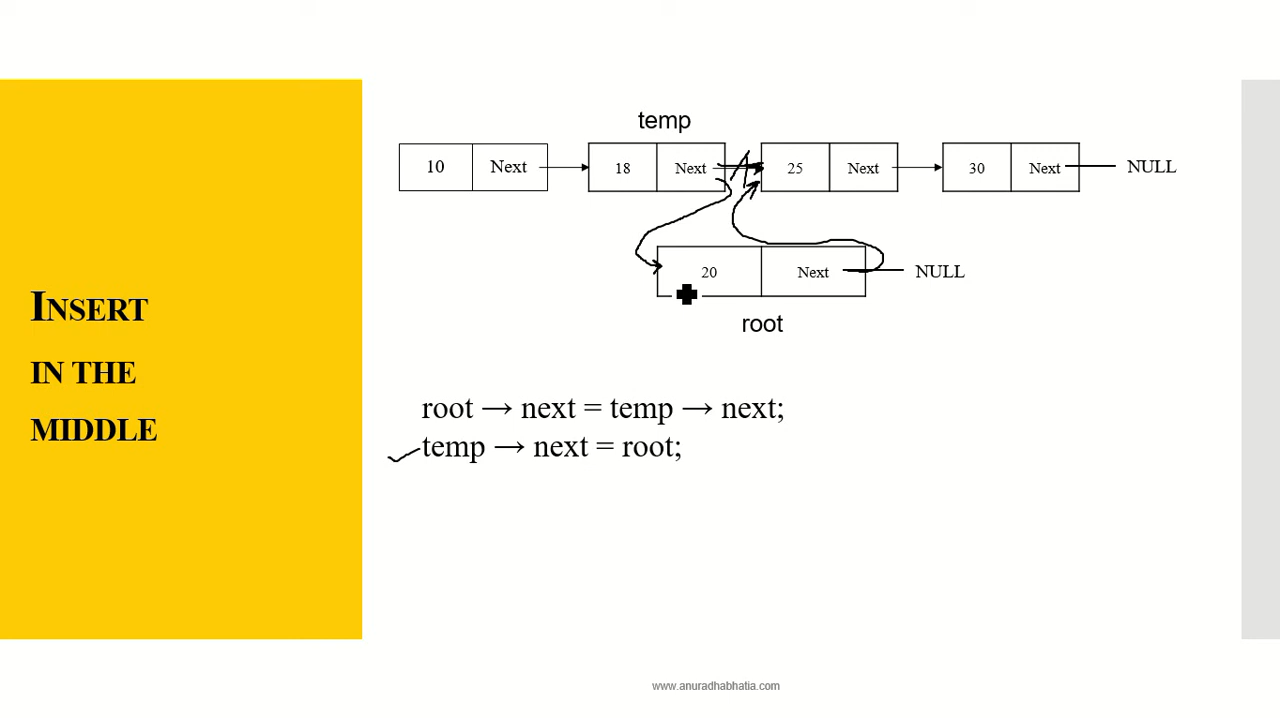 INSERT
IN THE
MIDDLE
temp
10 Next 18 Next 25 Next 30 Next NULL
20 Next NULL
root
root → next = temp → next;
temp → next = root;
www.anuradhabhatia.com